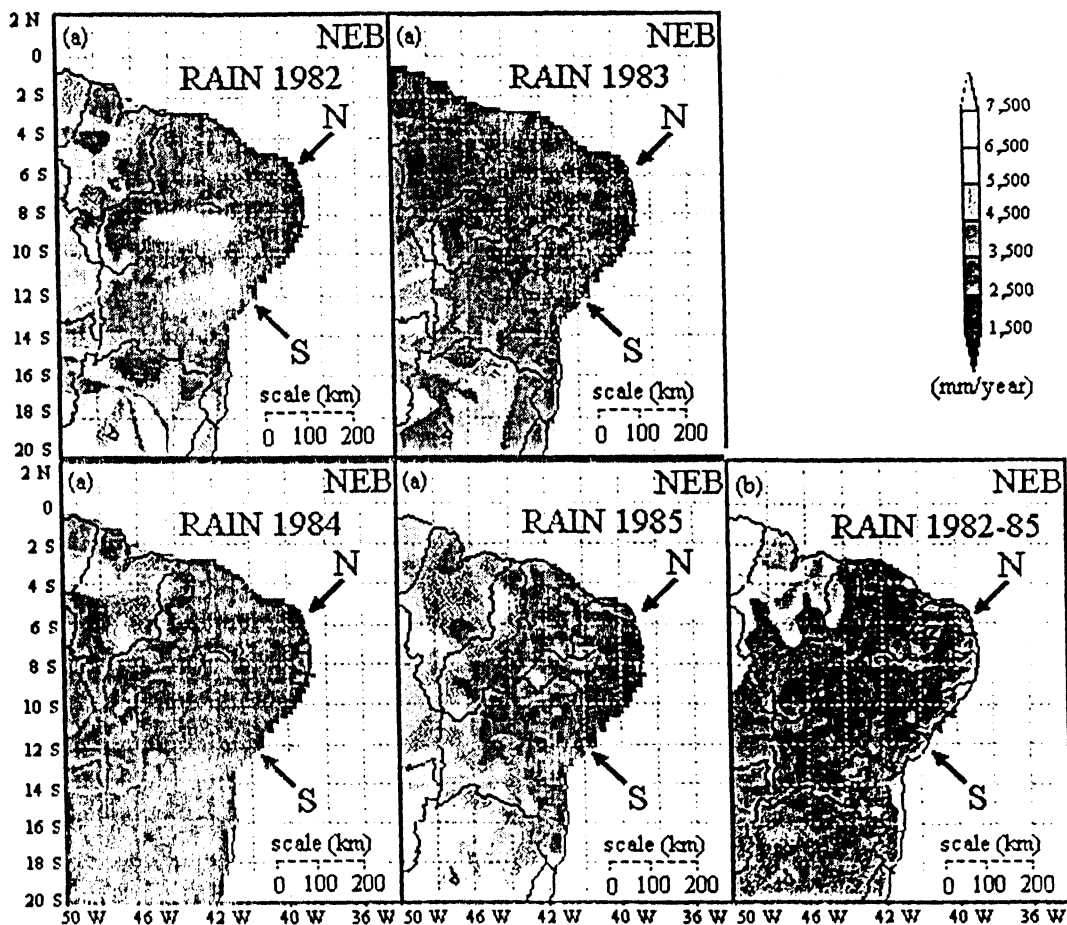 2 N
0
2 S
4 S
6 S
8 S
10 S
12 S
14 S
16 S
18 S
20 S
(a) NEB
RAIN 1982
N
S
scale (km)
0 100 200
(a) NEB
RAIN 1983
N
S
scale (km)
0 100 200
7,500
6,500
5,500
4,500
3,500
2,500
1,500
(mm/year)
2 N
0
2 S
4 S
6 S
8 S
10 S
12 S
14 S
16 S
18 S
20 S
(a) NEB
RAIN 1984
N
S
scale (km)
0 100 200
(a) NEB
RAIN 1985
N
S
scale (km)
0 100 200
(b) NEB
RAIN 1982-85
N
S
scale (km)
0 100 200
50 W 46 W 42 W 40 W 36 W
50 W 46 W 42 W 40 W 36 W
50 W 46 W 42 W 40 W 36 W